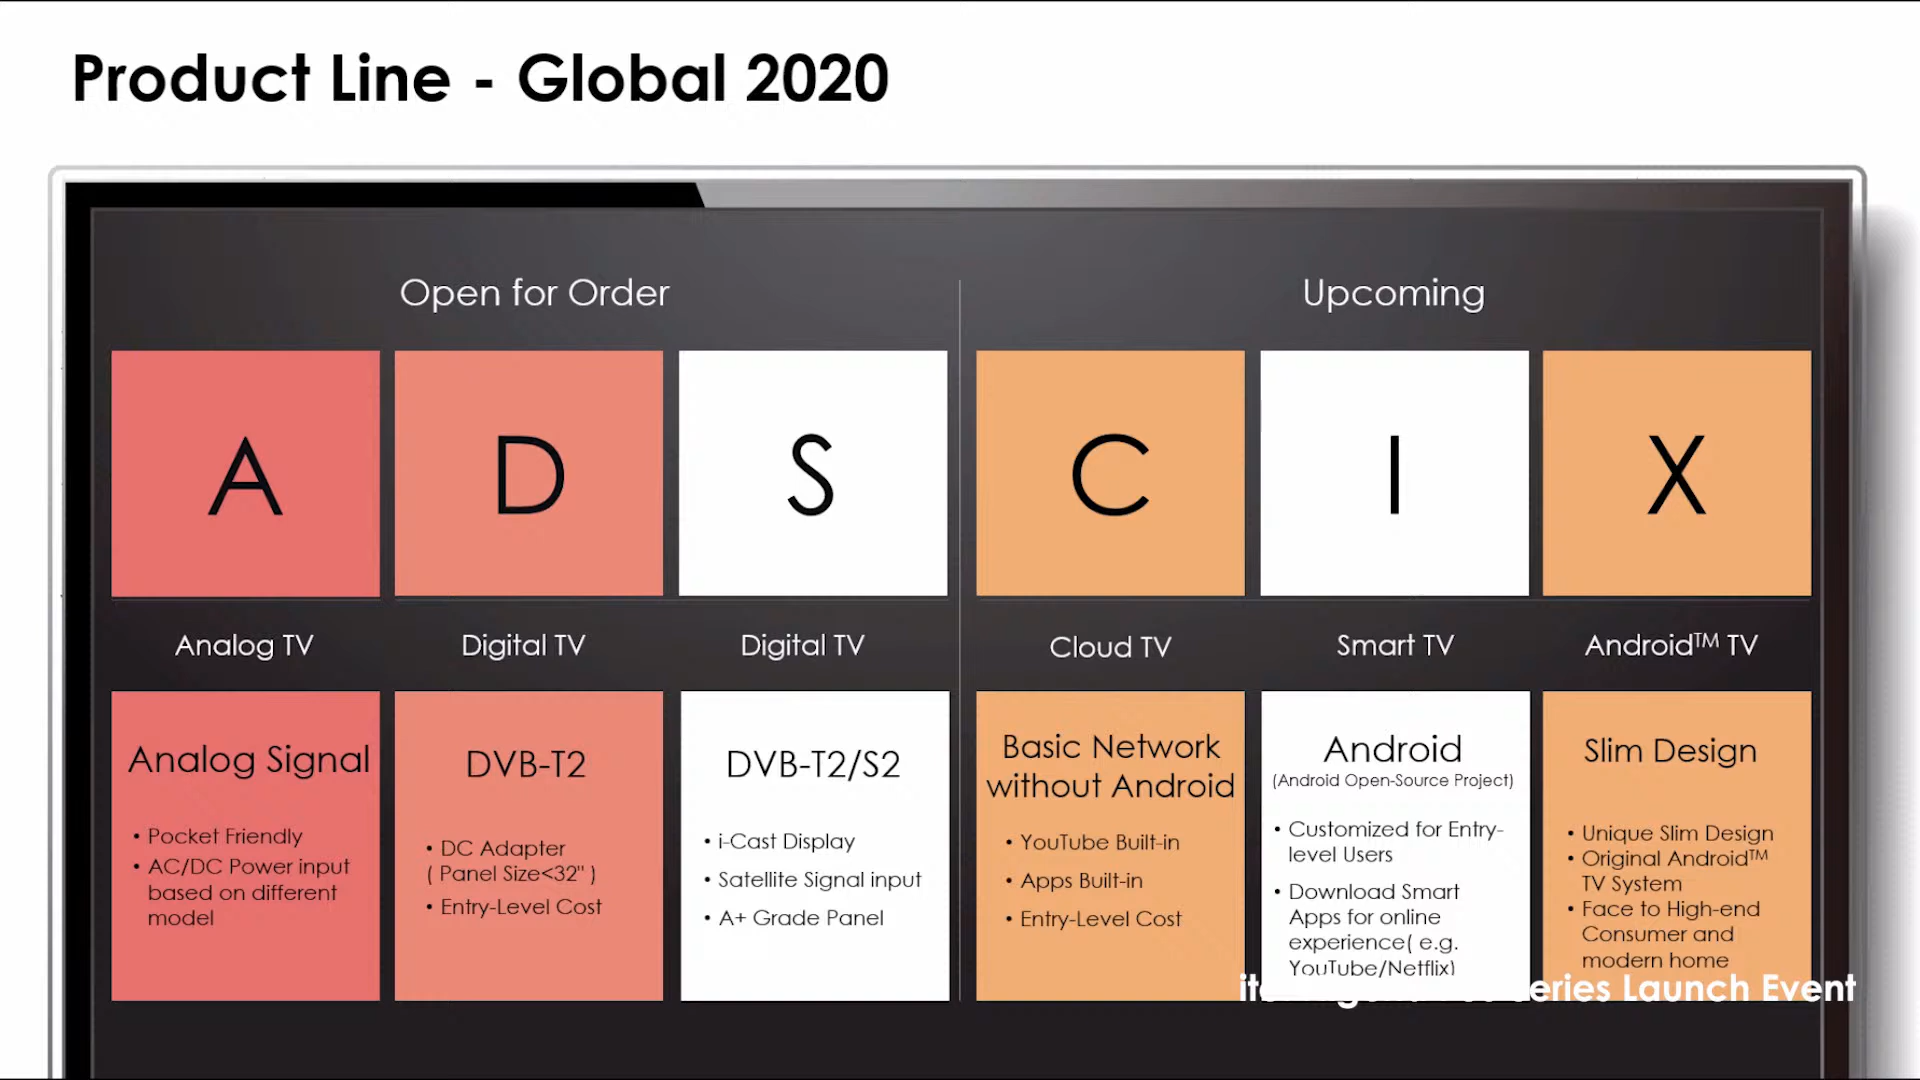 Product Line - Global 2020
Open for Order
Upcoming
A
D
S
C
I
X
Analog TV
Digital TV
Digital TV
Cloud TV
Smart TV
Android™ TV
Analog Signal
• Pocket Friendly
• AC/DC Power input
based on different
model
DVB-T2
• DC Adapter
( Panel Size<32" )
• Entry-Level Cost
DVB-T2/S2
• i-Cast Display
• Satellite Signal input
• A+ Grade Panel
Basic Network
without Android
• YouTube Built-in
• Apps Built-in
• Entry-Level Cost
Android
(Android Open-Source Project)
• Customized for Entry-
level Users
• Download Smart
Apps for online
experience( e.g.
YouTube/Netflix)
Slim Design
• Unique Slim Design
• Original Android™
TV System
• Face to High-end
Consumer and
modern home
Launch Event